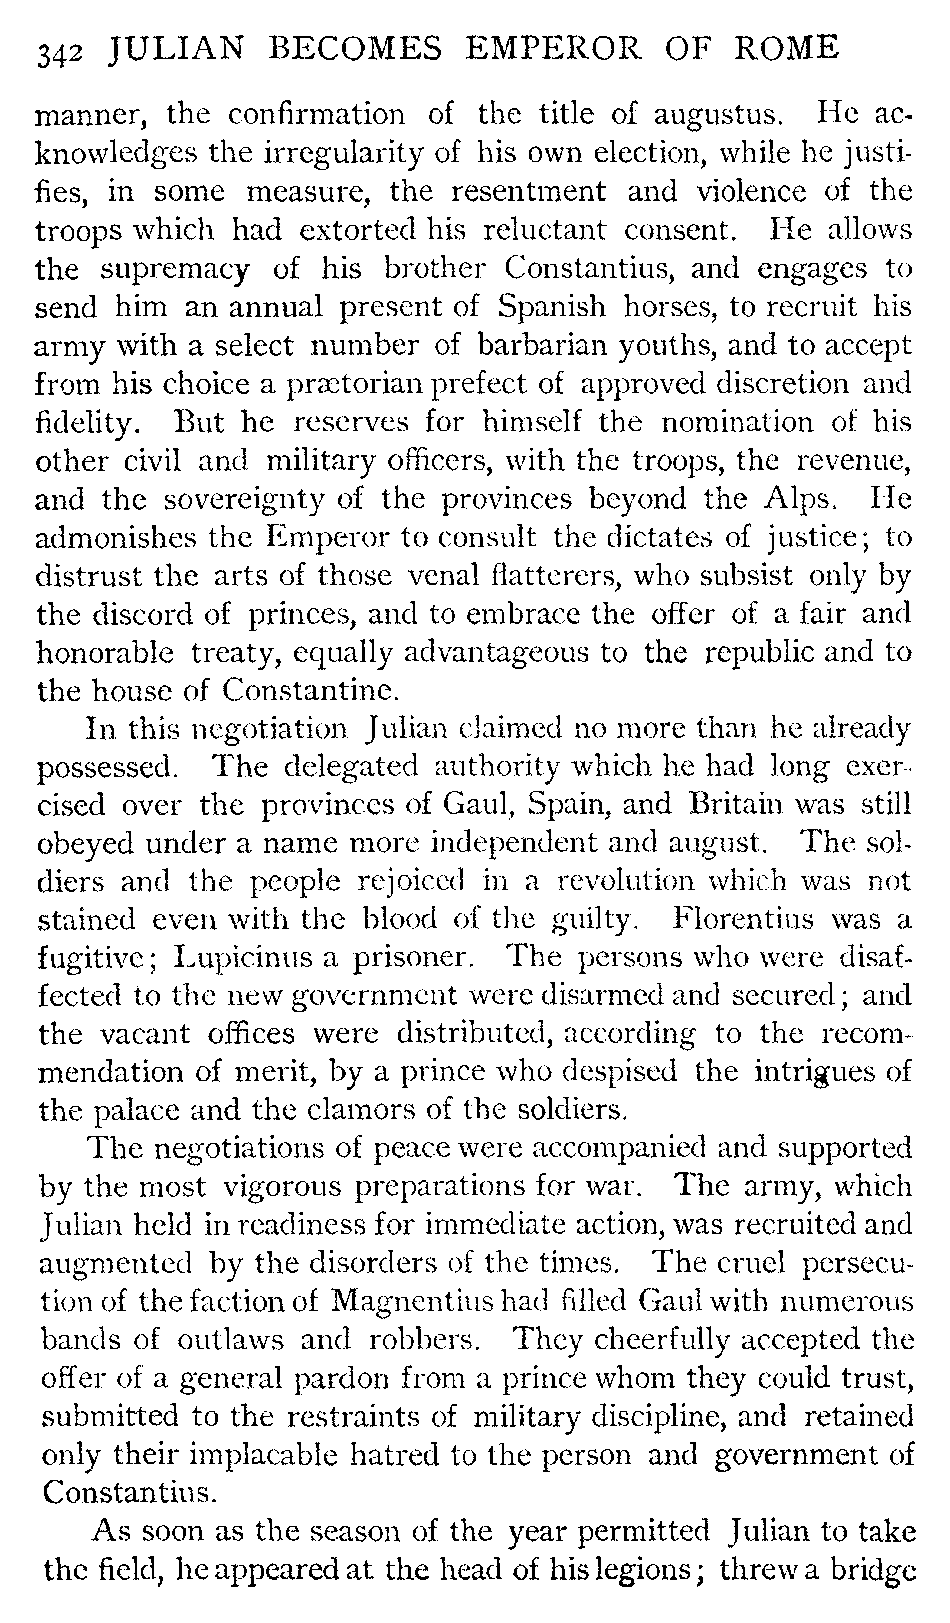 342 JULIAN BECOMES EMPEROR OF ROME
manner, the confirmation of the title of augustus. He ac-
knowledges the irregularity of his own election, while he justi-
fies, in some measure, the resentment and violence of the
troops which had extorted his reluctant consent. He allows
the supremacy of his brother Constantius, and engages to
send him an annual present of Spanish horses, to recruit his
army with a select number of barbarian youths, and to accept
from his choice a prætorian prefect of approved discretion and
fidelity. But he reserves for himself the nomination of his
other civil and military officers, with the troops, the revenue,
and the sovereignty of the provinces beyond the Alps. He
admonishes the Emperor to consult the dictates of justice; to
distrust the arts of those venal flatterers, who subsist only by
the discord of princes, and to embrace the offer of a fair and
honorable treaty, equally advantageous to the republic and to
the house of Constantine.
In this negotiation Julian claimed no more than he already
possessed. The delegated authority which he had long exer-
cised over the provinces of Gaul, Spain, and Britain was still
obeyed under a name more independent and august. The sol-
diers and the people rejoiced in a revolution which was not
stained even with the blood of the guilty. Florentius was a
fugitive; Lupicinus a prisoner. The persons who were disaf-
fected to the new government were disarmed and secured; and
the vacant offices were distributed, according to the recom-
mendation of merit, by a prince who despised the intrigues of
the palace and the clamors of the soldiers.
The negotiations of peace were accompanied and supported
by the most vigorous preparations for war. The army, which
Julian held in readiness for immediate action, was recruited and
augmented by the disorders of the times. The cruel persecu-
tion of the faction of Magnentius had filled Gaul with numerous
bands of outlaws and robbers. They cheerfully accepted the
offer of a general pardon from a prince whom they could trust,
submitted to the restraints of military discipline, and retained
only their implacable hatred to the person and government of
Constantius.
As soon as the season of the year permitted Julian to take
the field, he appeared at the head of his legions; threw a bridge